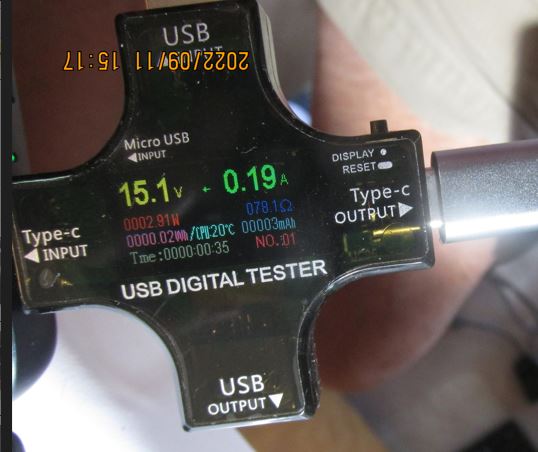 USB
INPUT
2022/09/11 15:17
Micro USB
◀INPUT
DISPLAY
RESET
15.1V ← 0.19A
0002.91W 078.1Ω
0000.02Wh/CPU:20℃ 00003mAh
Tme:0000:00:35 NO.:01
Type-c
◀INPUT
Type-c
OUTPUT▶
USB DIGITAL TESTER
USB
OUTPUT▼